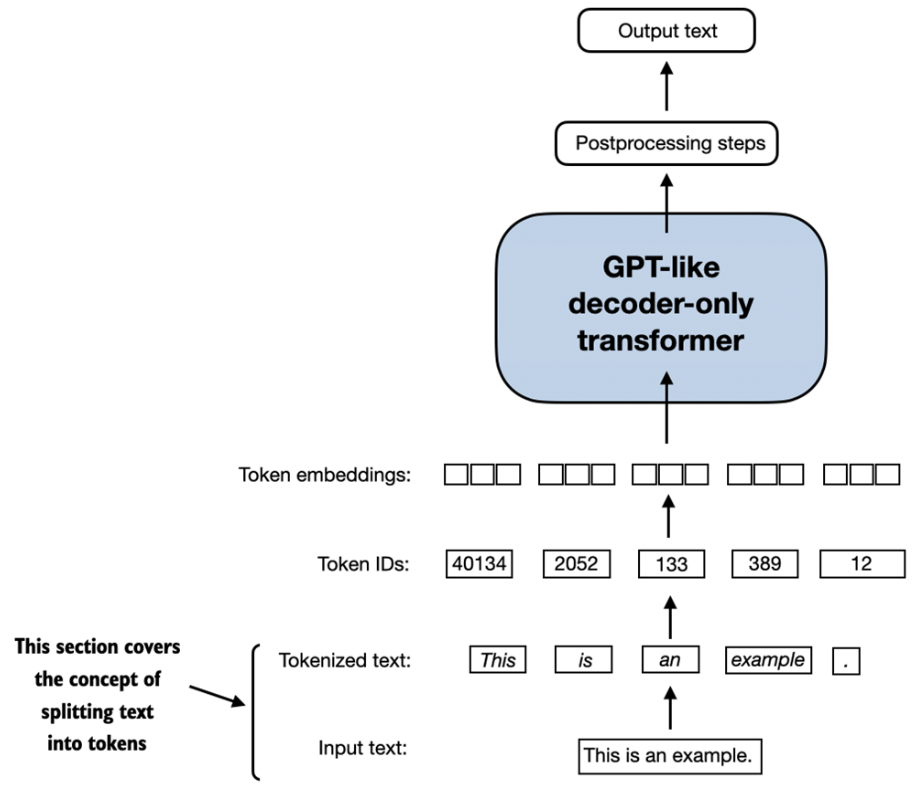 Output text
Postprocessing steps
GPT-like
decoder-only
transformer
Token embeddings:
Token IDs: 40134 2052 133 389 12
This section covers
the concept of
splitting text
into tokens
Tokenized text: This is an example .
Input text: This is an example.